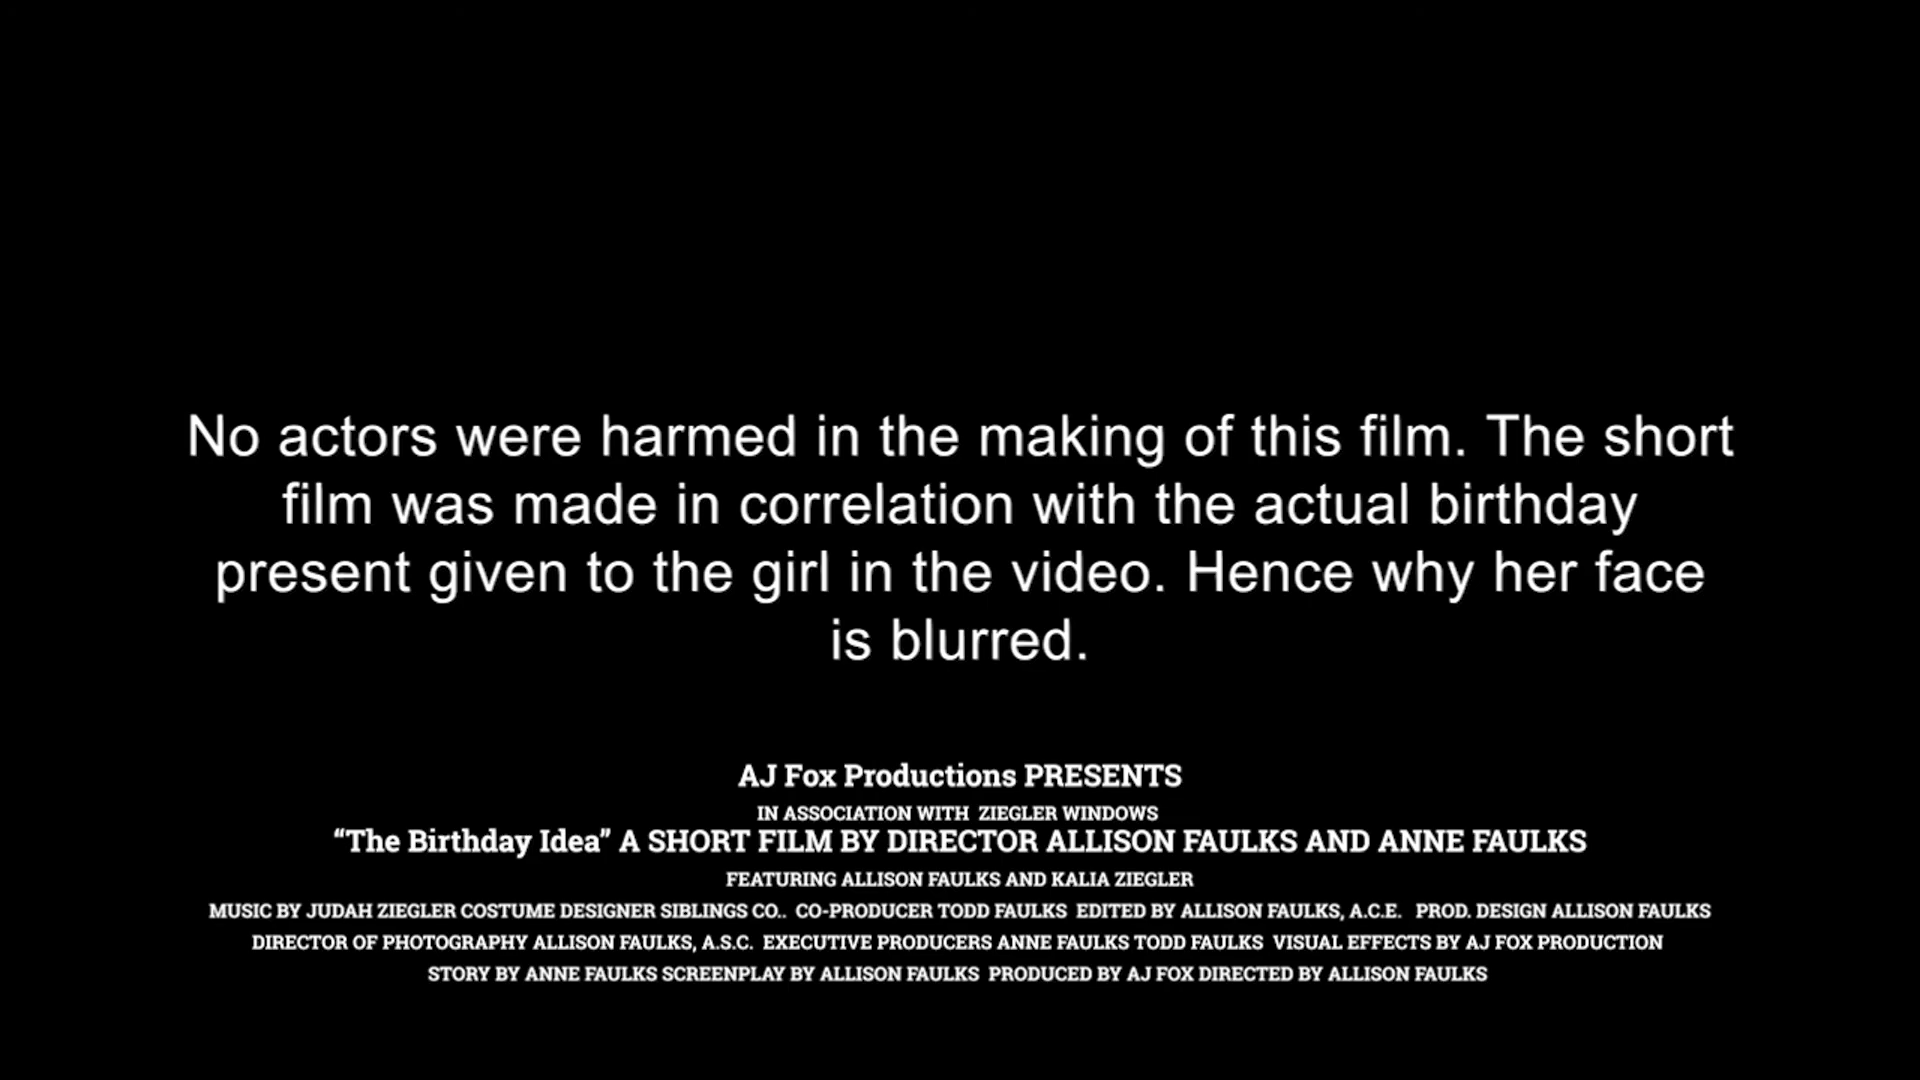 No actors were harmed in the making of this film. The short
film was made in correlation with the actual birthday
present given to the girl in the video. Hence why her face
is blurred.
AJ Fox Productions PRESENTS
IN ASSOCIATION WITH ZIEGLER WINDOWS
“The Birthday Idea” A SHORT FILM BY DIRECTOR ALLISON FAULKS AND ANNE FAULKS
FEATURING ALLISON FAULKS AND KALIA ZIEGLER
MUSIC BY JUDAH ZIEGLER COSTUME DESIGNER SIBLINGS CO.. CO-PRODUCER TODD FAULKS EDITED BY ALLISON FAULKS, A.C.E. PROD. DESIGN ALLISON FAULKS
DIRECTOR OF PHOTOGRAPHY ALLISON FAULKS, A.S.C. EXECUTIVE PRODUCERS ANNE FAULKS TODD FAULKS VISUAL EFFECTS BY AJ FOX PRODUCTION
STORY BY ANNE FAULKS SCREENPLAY BY ALLISON FAULKS PRODUCED BY AJ FOX DIRECTED BY ALLISON FAULKS